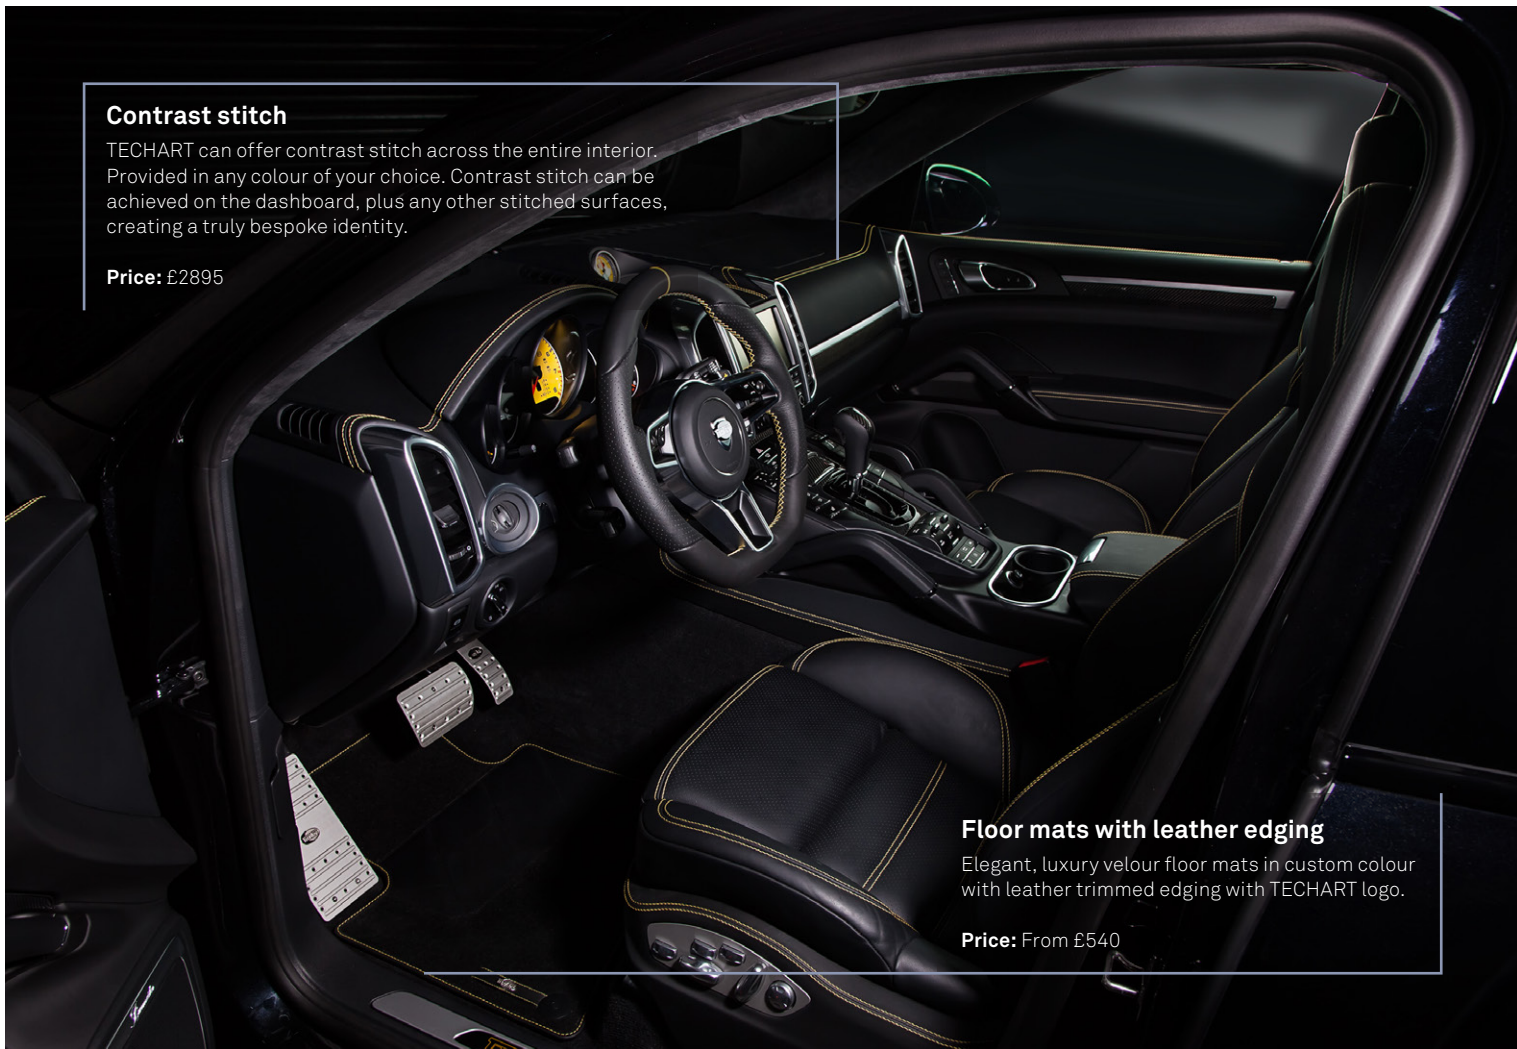 Contrast stitch
TECHART can offer contrast stitch across the entire interior.
Provided in any colour of your choice. Contrast stitch can be
achieved on the dashboard, plus any other stitched surfaces,
creating a truly bespoke identity.
Price: £2895
Floor mats with leather edging
Elegant, luxury velour floor mats in custom colour
with leather trimmed edging with TECHART logo.
Price: From £540